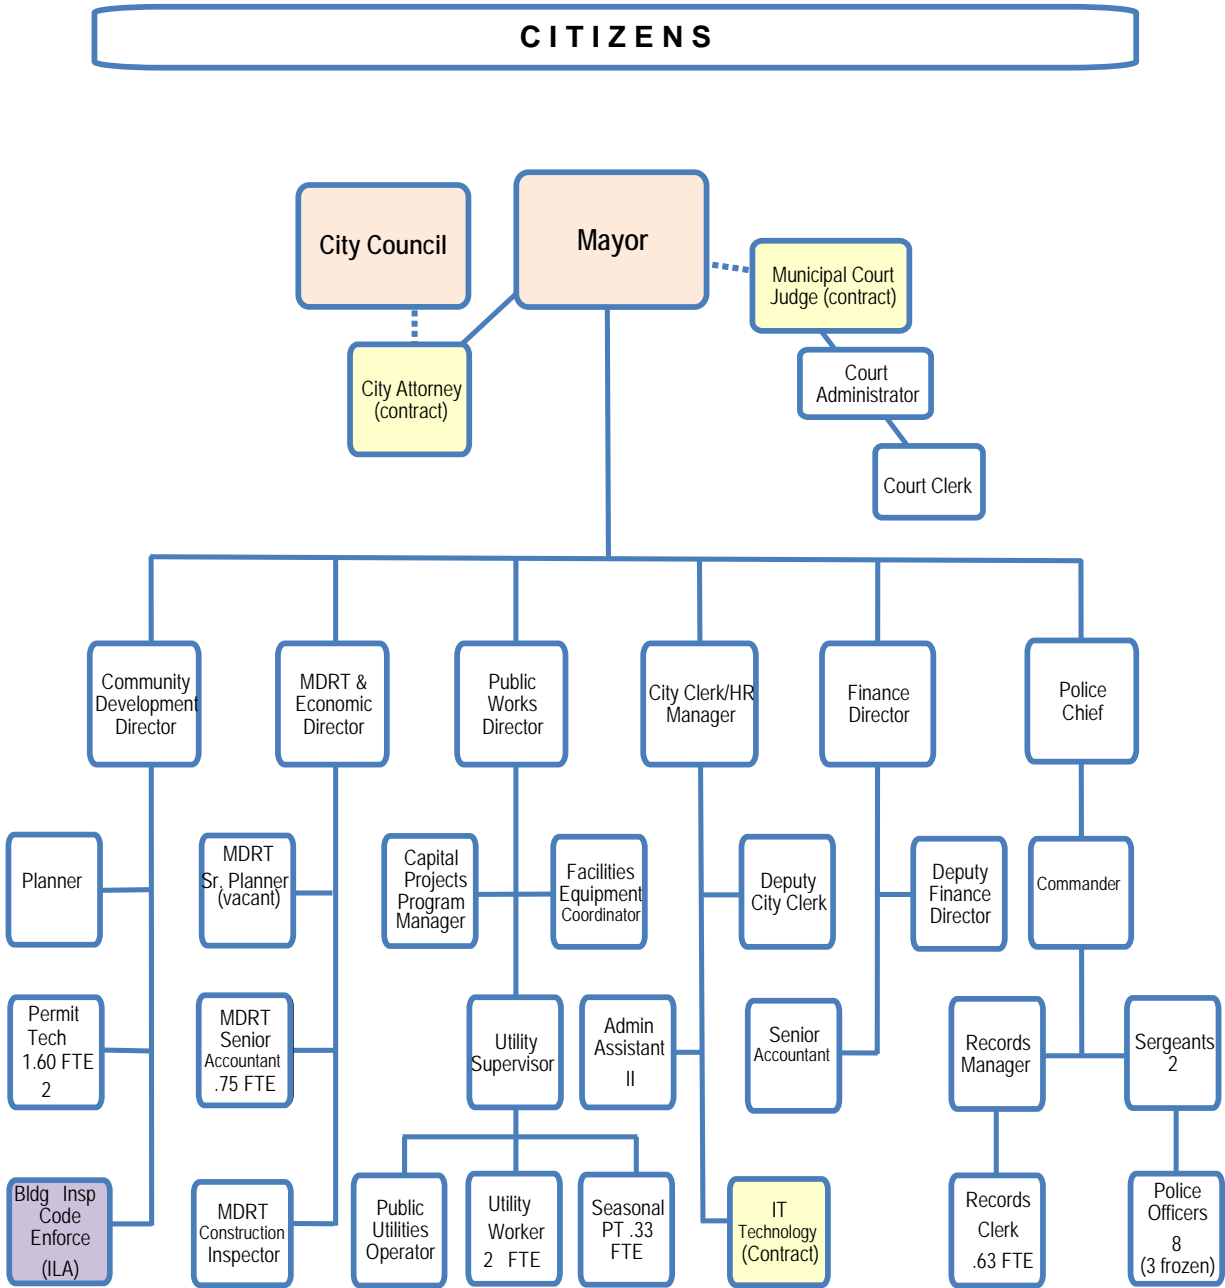 CITIZENS
City Council
Mayor
Municipal Court
Judge (contract)
City Attorney
(contract)
Court
Administrator
Court Clerk
Community
Development
Director
MDRT &
Economic
Director
Public
Works
Director
City Clerk/HR
Manager
Finance
Director
Police
Chief
Planner
MDRT
Sr. Planner
(vacant)
Capital
Projects
Program
Manager
Facilities
Equipment
Coordinator
Deputy
City Clerk
Deputy
Finance
Director
Commander
Permit
Tech
1.60 FTE
2
MDRT
Senior
Accountant
.75 FTE
Utility
Supervisor
Admin
Assistant
II
Senior
Accountant
Records
Manager
Sergeants
2
Bldg Insp
Code
Enforce
(ILA)
MDRT
Construction
Inspector
Public
Utilities
Operator
Utility
Worker
2 FTE
Seasonal
PT .33
FTE
IT
Technology
(Contract)
Records
Clerk
.63 FTE
Police
Officers
8
(3 frozen)